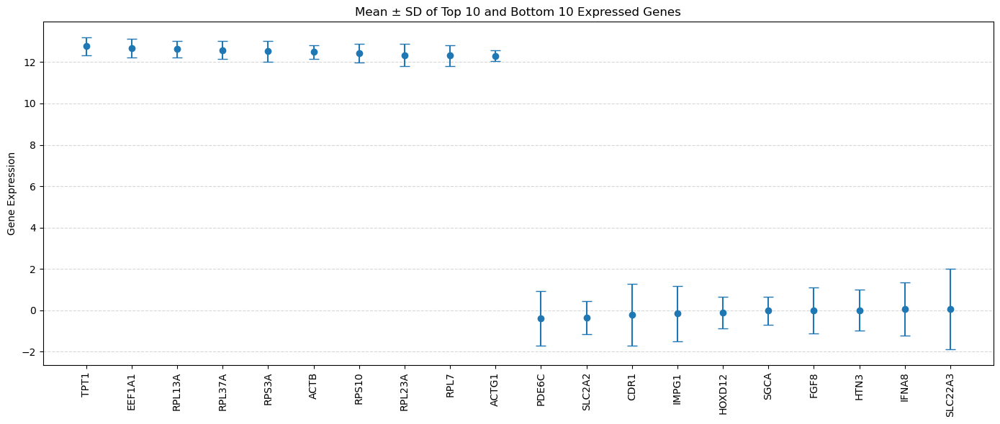 Mean ± SD of Top 10 and Bottom 10 Expressed Genes
Gene Expression
12
10
8
6
4
2
0
−2
TPT1
EEF1A1
RPL13A
RPL37A
RPS3A
ACTB
RPS10
RPL23A
RPL7
ACTG1
PDE6C
SLC2A2
CDR1
IMPG1
HOXD12
SGCA
FGF8
HTN3
IFNA8
SLC22A3